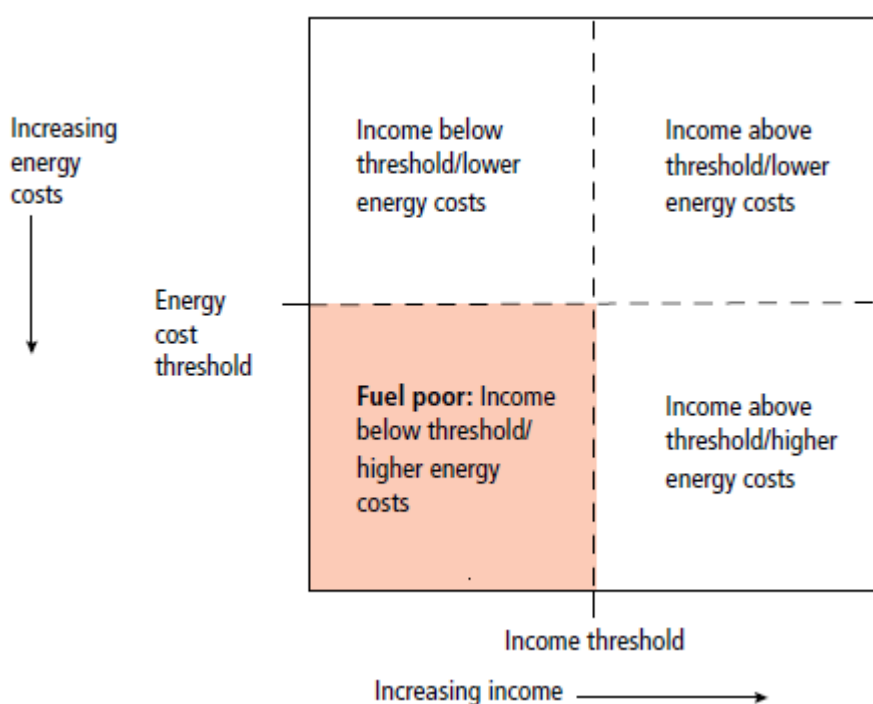 Increasing
energy
costs
Income below
threshold/lower
energy costs
Income above
threshold/lower
energy costs
Energy
cost
threshold
Fuel poor: Income
below threshold/
higher energy
costs
Income above
threshold/higher
energy costs
Income threshold
Increasing income